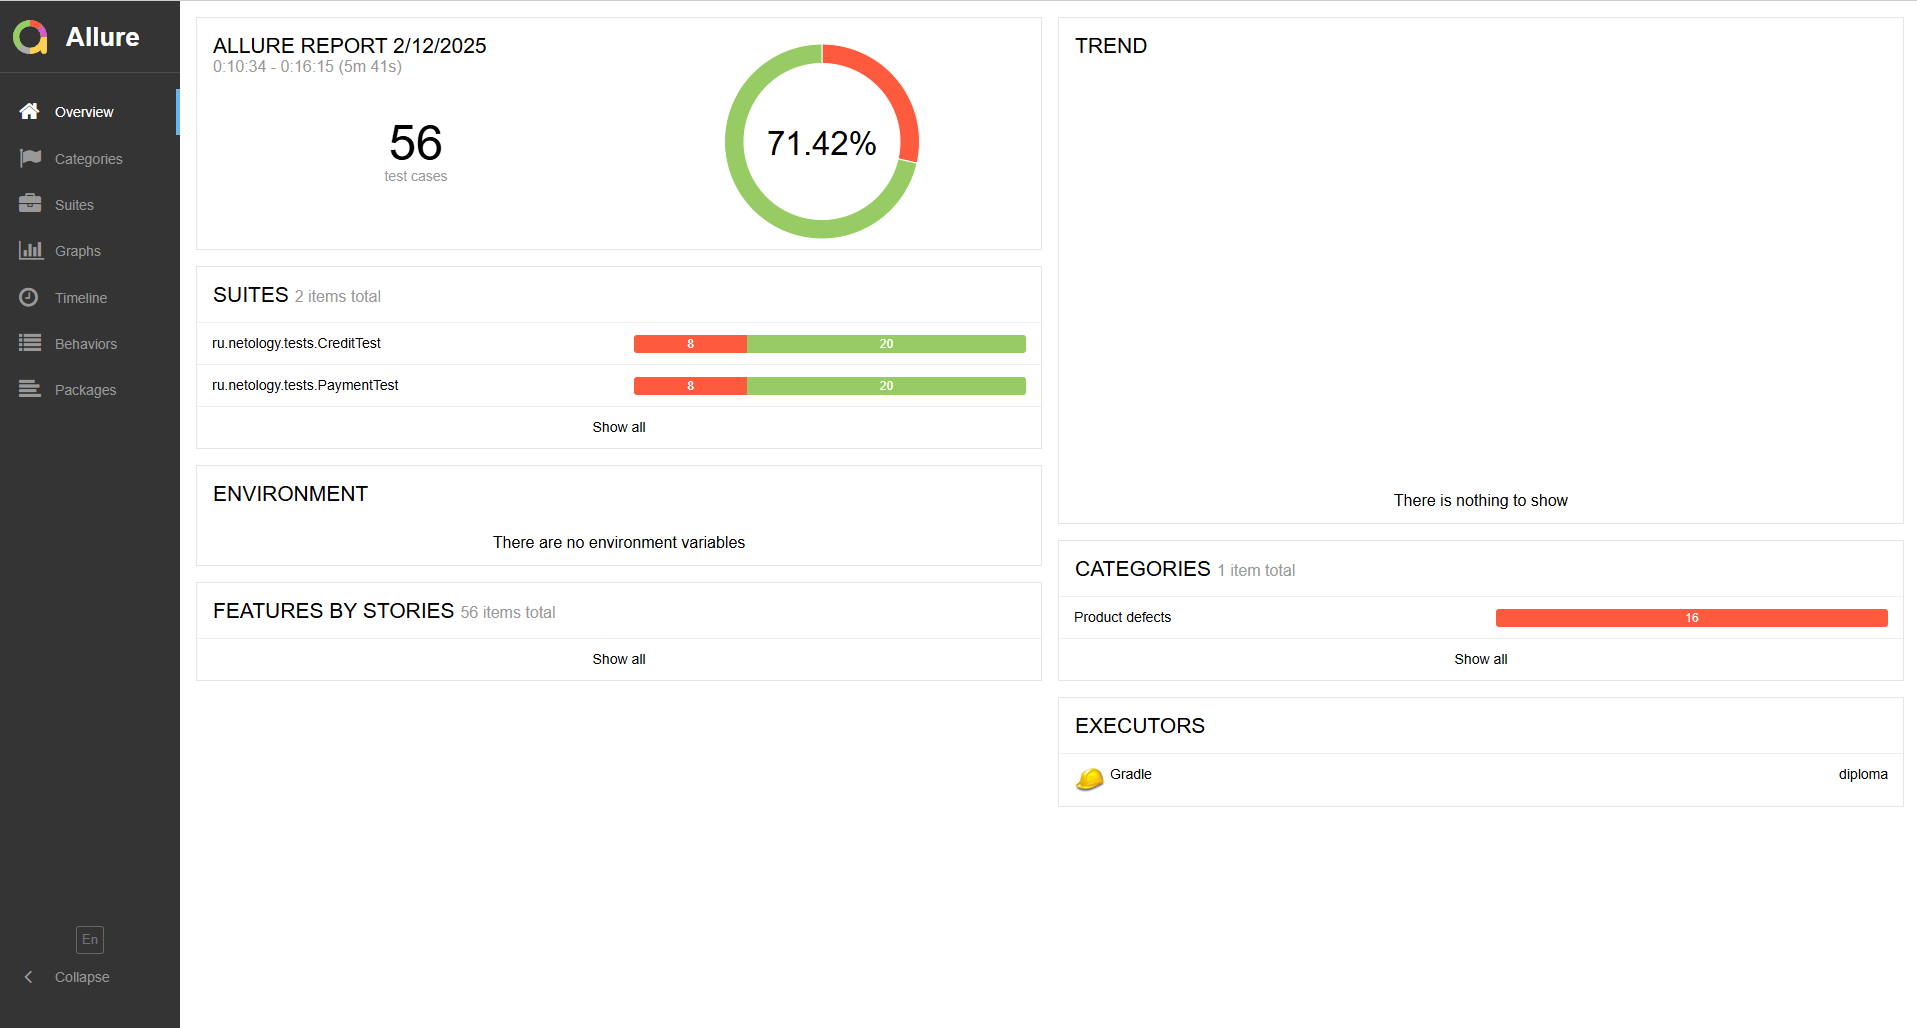 Allure
Overview
Categories
Suites
Graphs
Timeline
Behaviors
Packages
En
Collapse
ALLURE REPORT 2/12/2025
0:10:34 - 0:16:15 (5m 41s)
56
test cases
71.42%
SUITES 2 items total
ru.netology.tests.CreditTest 8 20
ru.netology.tests.PaymentTest 8 20
Show all
ENVIRONMENT
There are no environment variables
FEATURES BY STORIES 56 items total
Show all
TREND
There is nothing to show
CATEGORIES 1 item total
Product defects 16
Show all
EXECUTORS
Gradle diploma